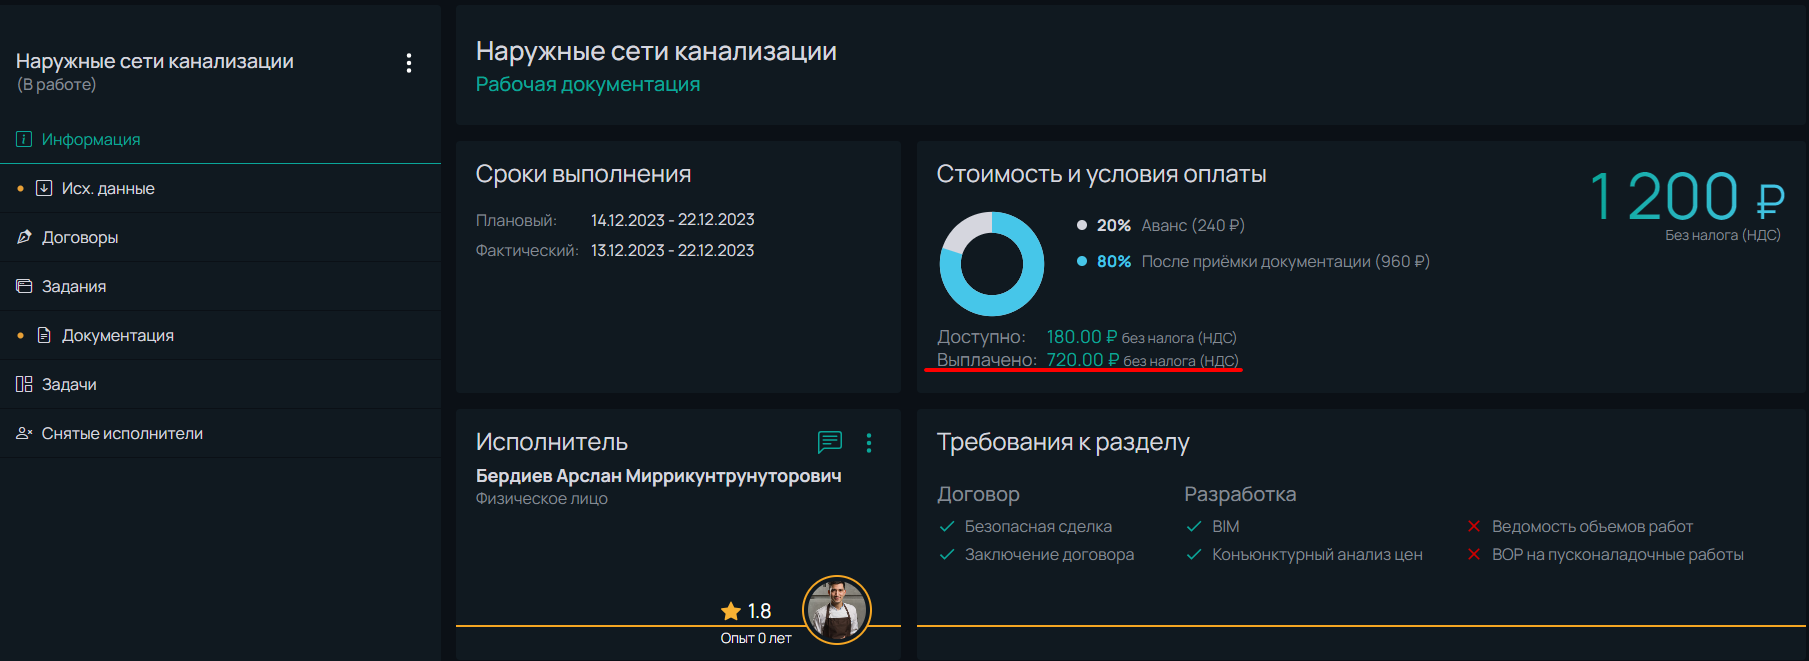 Наружные сети канализации
(В работе)
Информация
Исх. данные
Договоры
Задания
Документация
Задачи
Снятые исполнители
Наружные сети канализации
Рабочая документация
Сроки выполнения
Плановый: 14.12.2023 - 22.12.2023
Фактический: 13.12.2023 - 22.12.2023
Стоимость и условия оплаты
1 200 ₽
Без налога (НДС)
20% Аванс (240 ₽)
80% После приёмки документации (960 ₽)
Доступно: 180.00 ₽ без налога (НДС)
Выплачено: 720.00 ₽ без налога (НДС)
Исполнитель
Бердиев Арслан Миррикунтрунуторович
Физическое лицо
1.8
Опыт 0 лет
Требования к разделу
Договор
Безопасная сделка
Заключение договора
Разработка
BIM
Конъюнктурный анализ цен
Ведомость объемов работ
ВОР на пусконаладочные работы